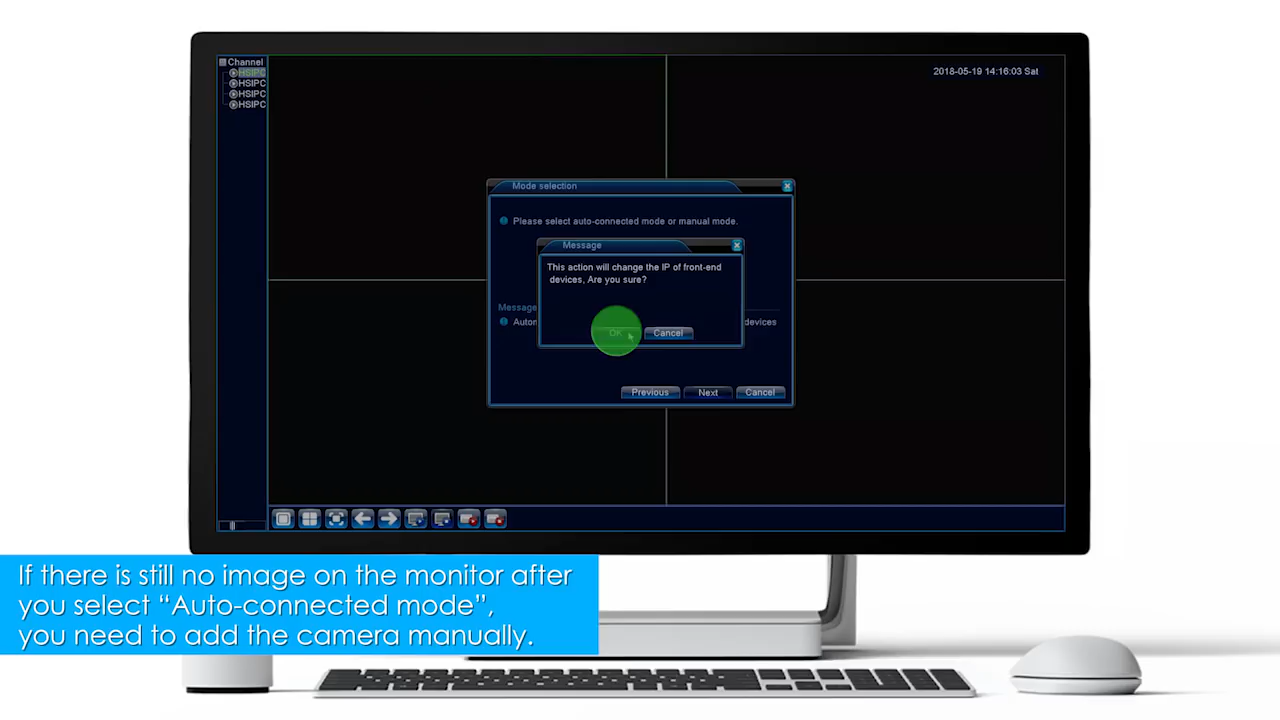 Channel
HSIPC
HSIPC
HSIPC
HSIPC
2018-05-19 14:16:03 Sat
Mode selection
Please select auto-connected mode or manual mode.
Message
This action will change the IP of front-end
devices, Are you sure?
Message
devices
OK
Cancel
Previous
Next
Cancel
If there is still no image on the monitor after
you select “Auto-connected mode”,
you need to add the camera manually.